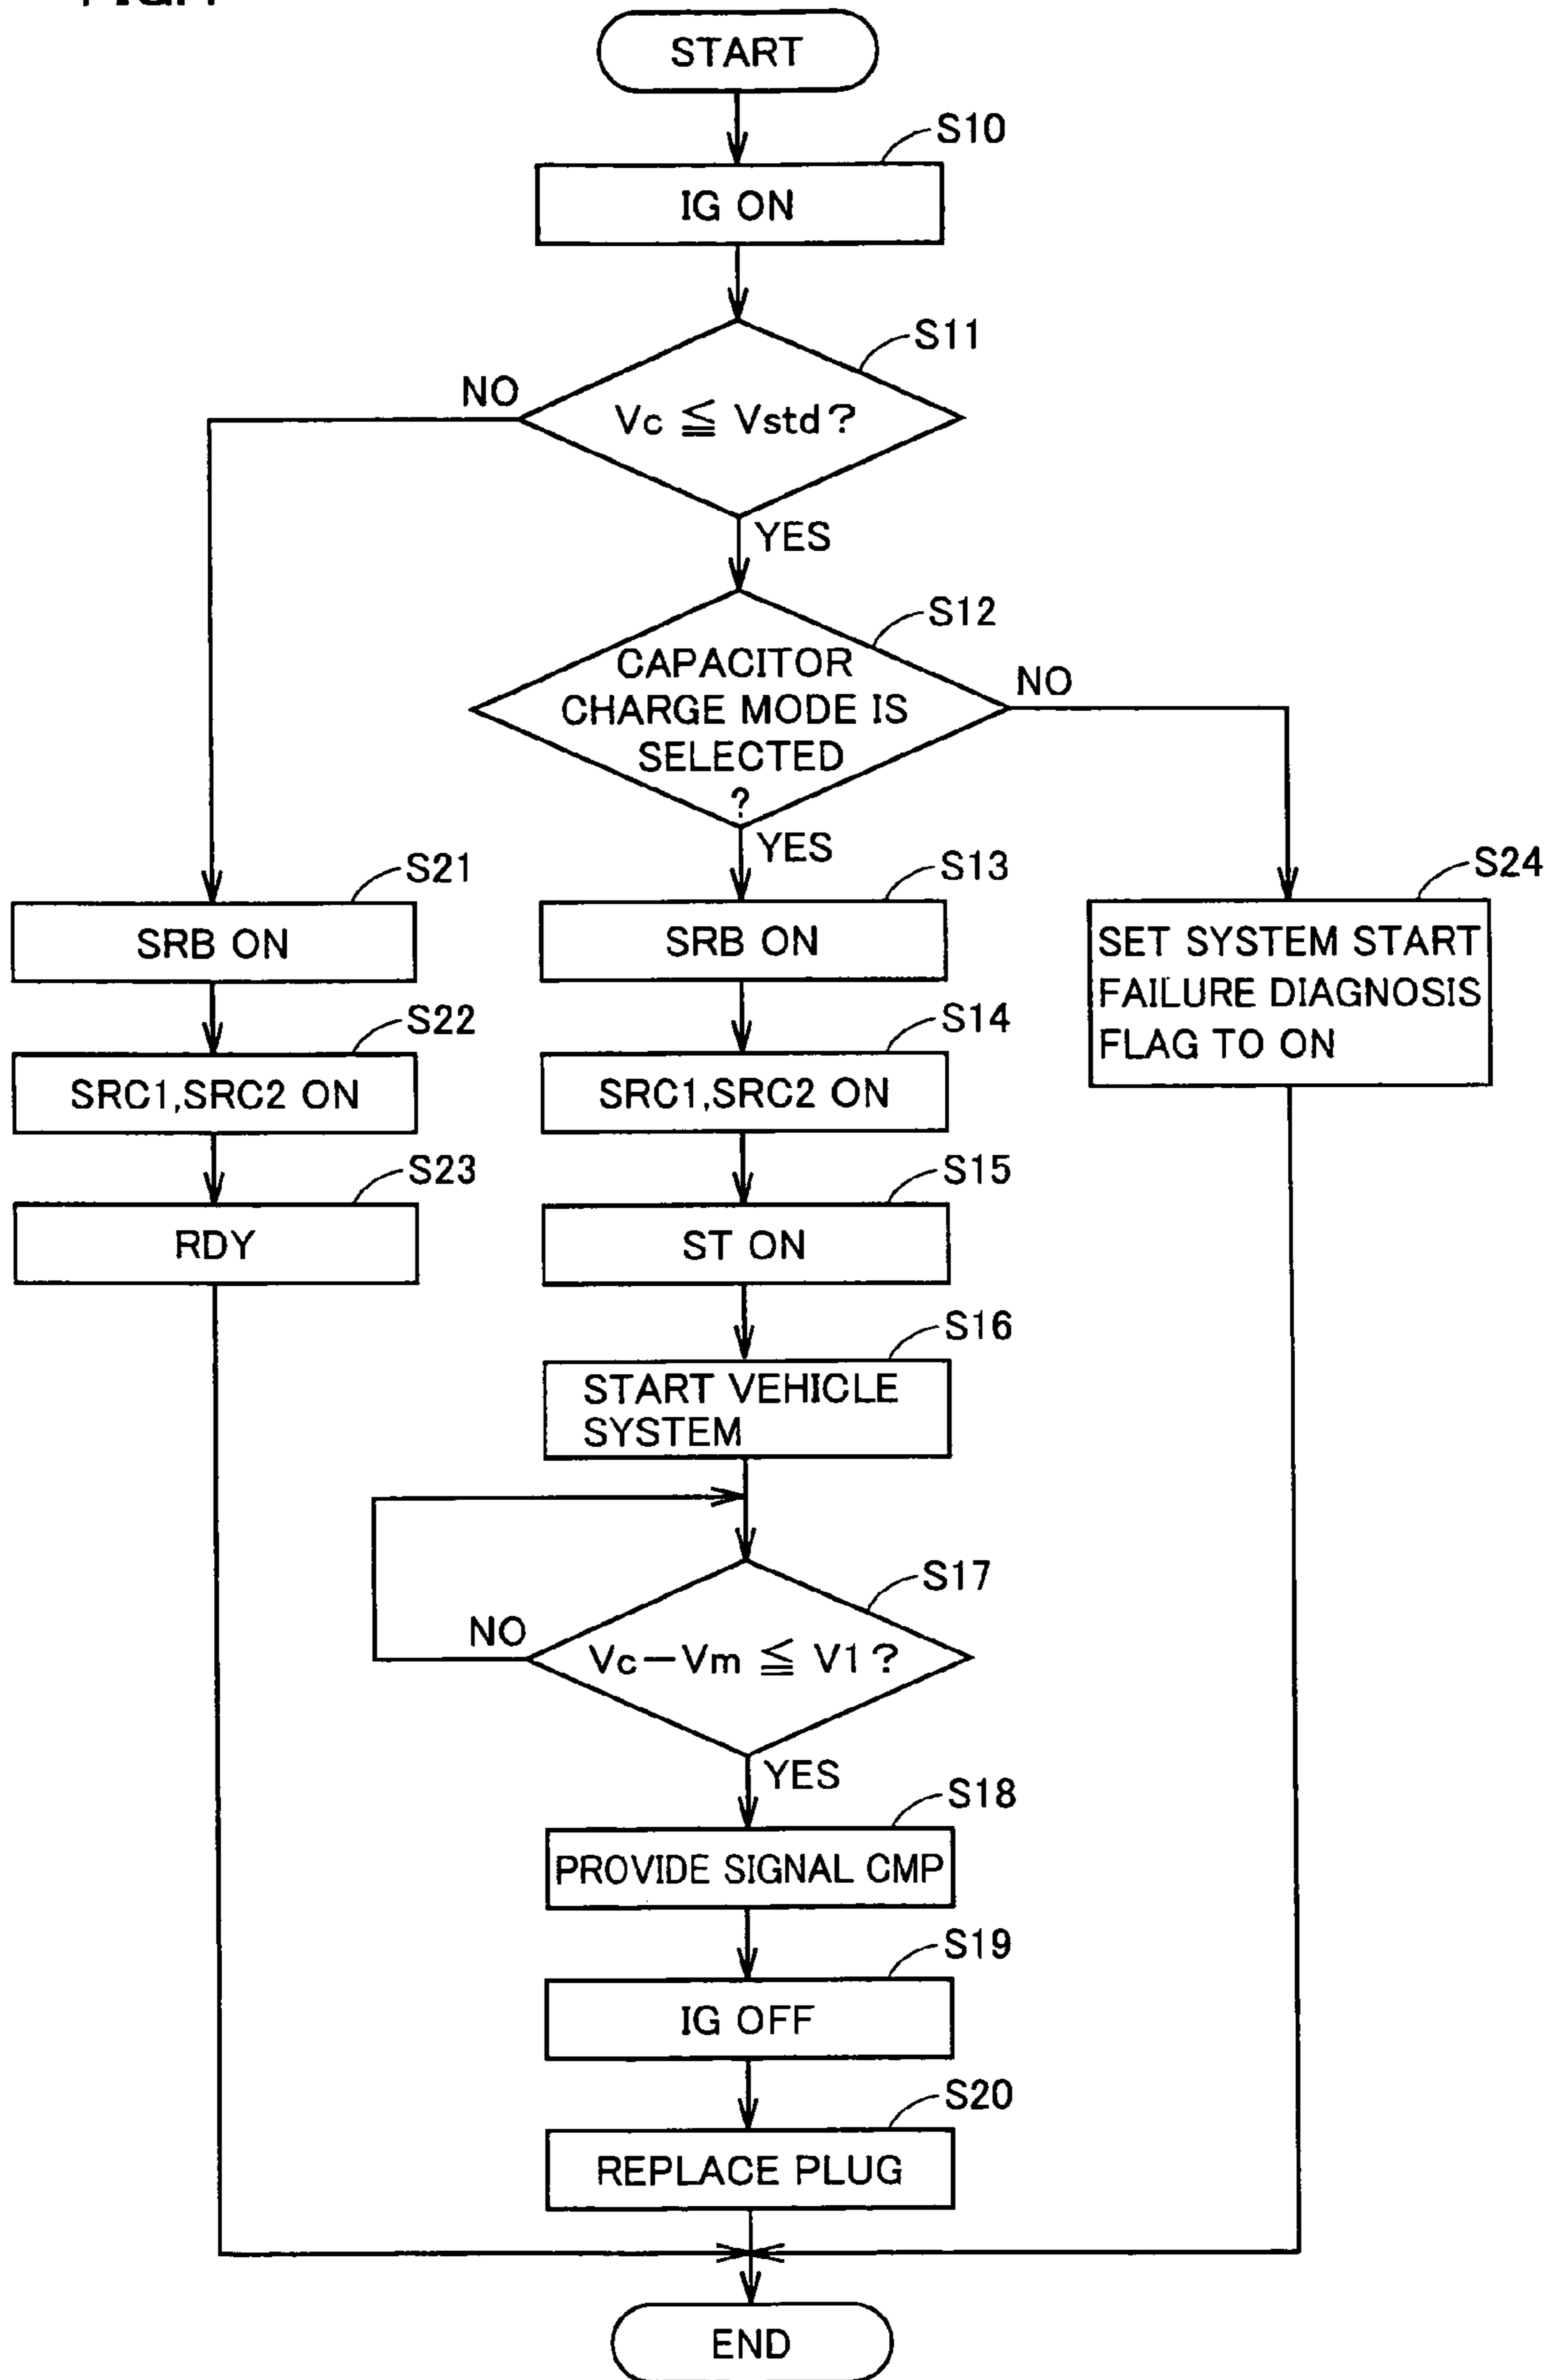 START
S10
IG ON
S11
NO
Vc ≦ Vstd?
YES
S12
CAPACITOR
CHARGE MODE IS
SELECTED
?
NO
YES
S21
SRB ON
S13
SRB ON
S24
SET SYSTEM START
FAILURE DIAGNOSIS
FLAG TO ON
S22
SRC1,SRC2 ON
S14
SRC1,SRC2 ON
S23
RDY
S15
ST ON
S16
START VEHICLE
SYSTEM
S17
NO
Vc-Vm ≦ V1?
YES
S18
PROVIDE SIGNAL CMP
S19
IG OFF
S20
REPLACE PLUG
END